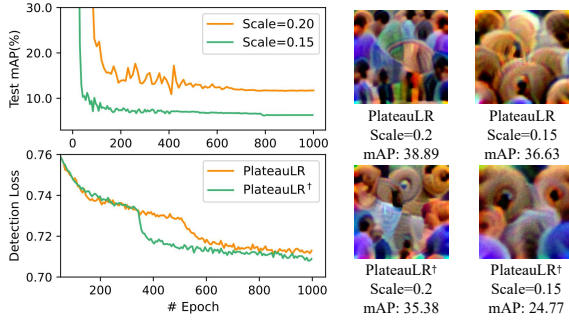 Test mAP(%)
30.0
20.0
10.0
Scale=0.20
Scale=0.15
0 200 400 600 800 1000
Detection Loss
0.76
0.74
0.72
0.70
PlateauLR
PlateauLR†
200 400 600 800 1000
# Epoch
PlateauLR
Scale=0.2
mAP: 38.89
PlateauLR
Scale=0.15
mAP: 36.63
PlateauLR†
Scale=0.2
mAP: 35.38
PlateauLR†
Scale=0.15
mAP: 24.77